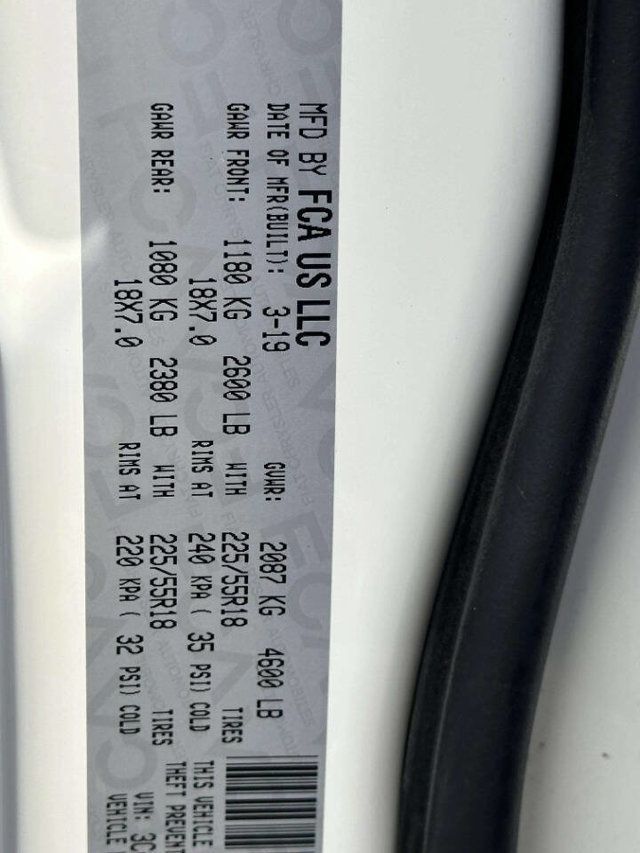 MFD BY FCA US LLC
DATE OF MFR(BUILT): 3-19 GVWR: 2087 KG 4600 LB
GAWR FRONT: 1180 KG 2600 LB WITH 225/55R18 TIRES
18X7.0 RIMS AT 240 KPA ( 35 PSI) COLD
GAWR REAR: 1080 KG 2380 LB WITH 225/55R18 TIRES
18X7.0 RIMS AT 220 KPA ( 32 PSI) COLD
THIS VEHICLE
THEFT PREVENT
VIN: 3C
VEHICLE